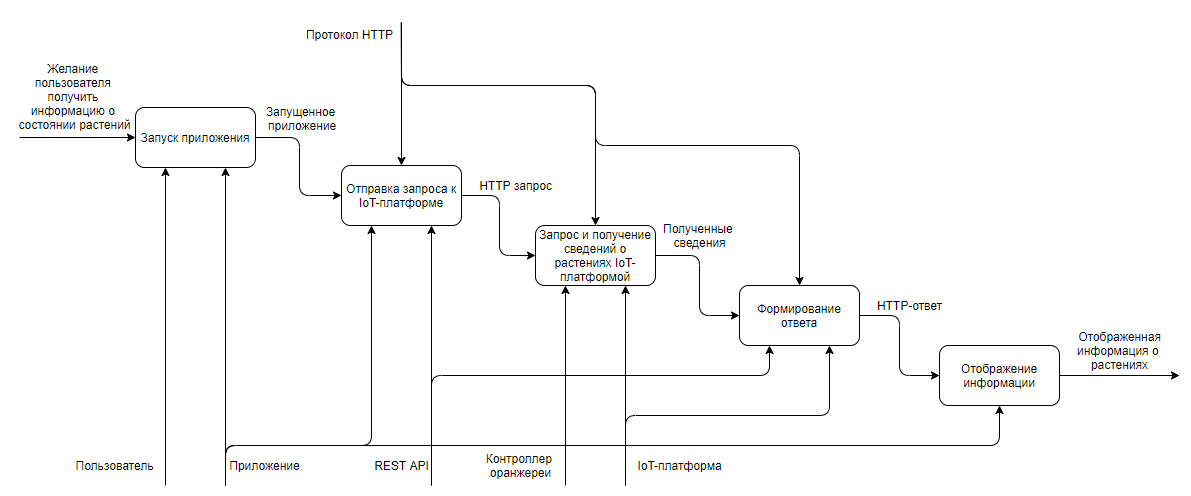 Протокол HTTP
Желание
пользователя
получить
информацию о
состоянии растений
Запуск приложения
Запущенное
приложение
Отправка запроса к
IoT-платформе
HTTP запрос
Запрос и получение
сведений о
растениях IoT-
платформой
Полученные
сведения
Формирование
ответа
HTTP-ответ
Отображение
информации
Отображенная
информация о
растениях
Пользователь
Приложение
REST API
Контроллер
оранжереи
IoT-платформа